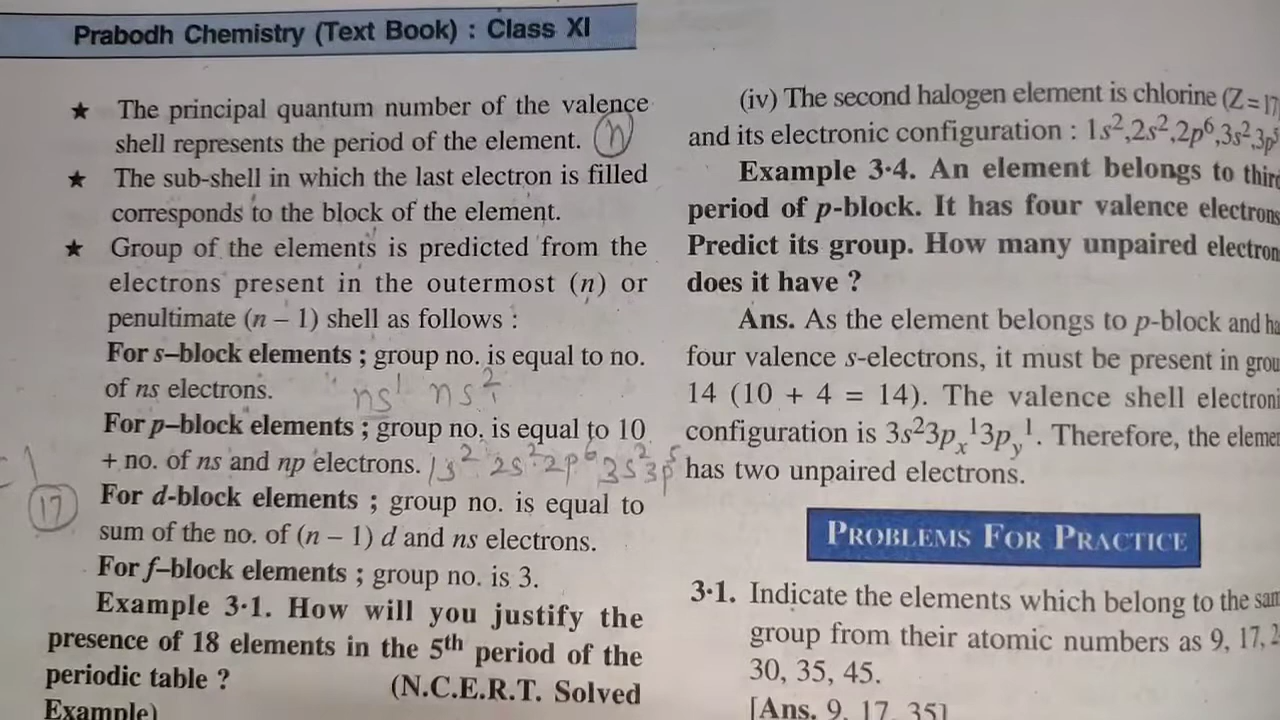 Prabodh Chemistry (Text Book) : Class XI
★ The principal quantum number of the valence
shell represents the period of the element. n
★ The sub-shell in which the last electron is filled
corresponds to the block of the element.
★ Group of the elements is predicted from the
electrons present in the outermost (n) or
penultimate (n – 1) shell as follows :
For s–block elements ; group no. is equal to no.
of ns electrons. ns¹ ns²
For p–block elements ; group no. is equal to 10
+ no. of ns and np electrons. 1s² 2s² 2p⁶ 3s² 3p⁵
17
For d-block elements ; group no. is equal to
sum of the no. of (n – 1) d and ns electrons.
For f–block elements ; group no. is 3.
Example 3·1. How will you justify the
presence of 18 elements in the 5th period of the
periodic table ? (N.C.E.R.T. Solved
Example)
(iv) The second halogen element is chlorine (Z = 17
and its electronic configuration : 1s²,2s²,2p⁶,3s²,3p⁵
Example 3·4. An element belongs to third
period of p-block. It has four valence electrons
Predict its group. How many unpaired electron
does it have ?
Ans. As the element belongs to p-block and ha
four valence s-electrons, it must be present in grou
14 (10 + 4 = 14). The valence shell electroni
configuration is 3s²3pₓ¹3pᵧ¹. Therefore, the elemen
has two unpaired electrons.
PROBLEMS FOR PRACTICE
3·1. Indicate the elements which belong to the sam
group from their atomic numbers as 9, 17, 2
30, 35, 45.
[Ans. 9, 17, 35]